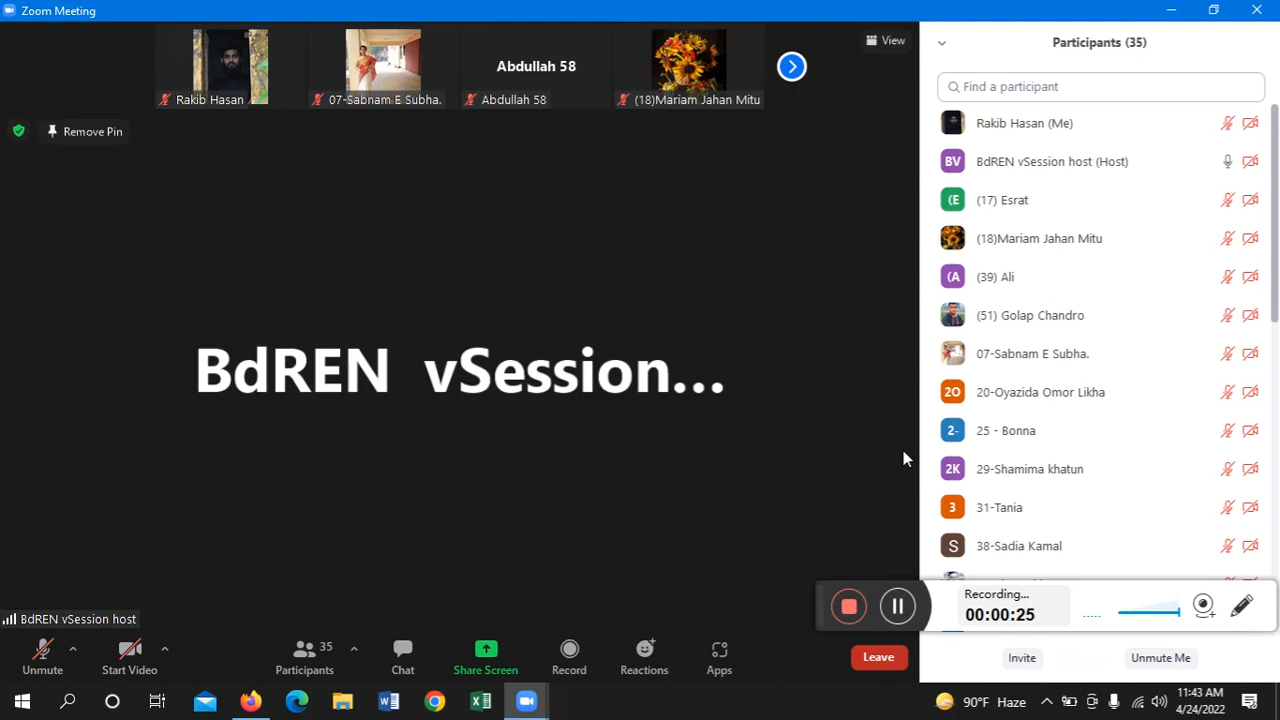 Zoom Meeting
Rakib Hasan
07-Sabnam E Subha.
Abdullah 58
Abdullah 58
(18)Mariam Jahan Mitu
View
Remove Pin
BdREN vSession...
BdREN vSession host
Participants (35)
Find a participant
Rakib Hasan (Me)
BV
BdREN vSession host (Host)
(E
(17) Esrat
(18)Mariam Jahan Mitu
(A
(39) Ali
(51) Golap Chandro
07-Sabnam E Subha.
2O
20-Oyazida Omor Likha
2-
25 - Bonna
2K
29-Shamima khatun
3
31-Tania
S
38-Sadia Kamal
Recording...
00:00:25
Unmute
Start Video
35
Participants
Chat
Share Screen
Record
Reactions
Apps
Leave
Invite
Unmute Me
90°F Haze
11:43 AM
4/24/2022